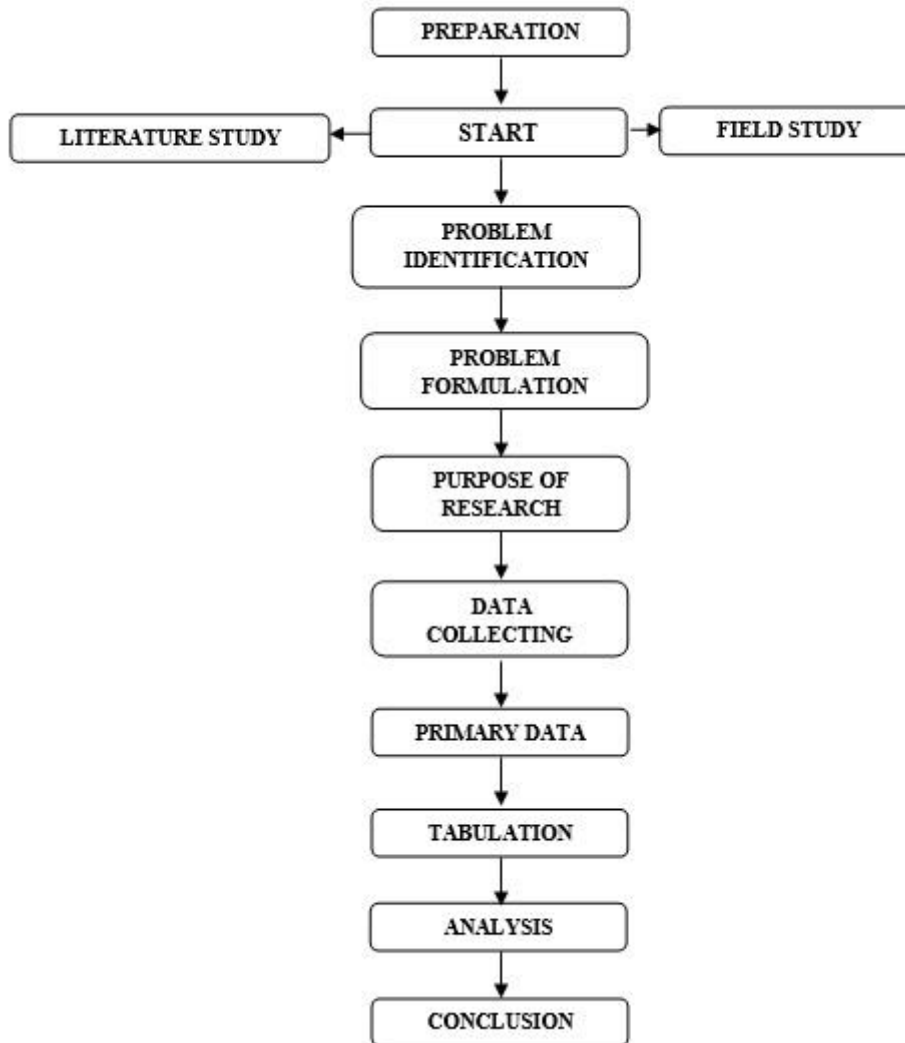 PREPARATION
LITERATURE STUDY
START
FIELD STUDY
PROBLEM
IDENTIFICATION
PROBLEM
FORMULATION
PURPOSE OF
RESEARCH
DATA
COLLECTING
PRIMARY DATA
TABULATION
ANALYSIS
CONCLUSION